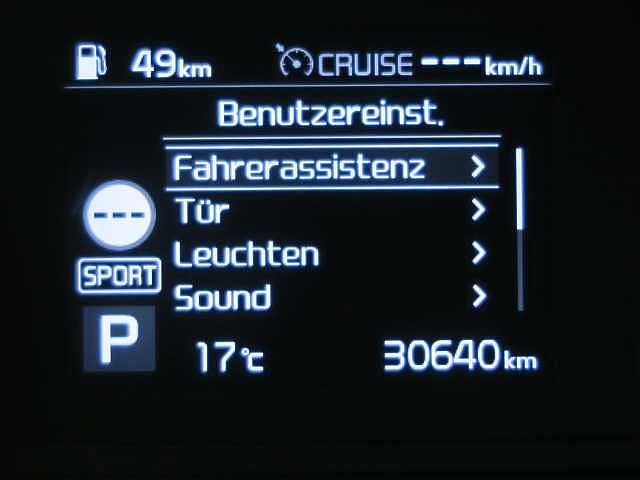 49km CRUISE ---km/h
Benutzereinst.
Fahrerassistenz >
Tür >
---
Leuchten >
SPORT
Sound >
P
17°C 30640km